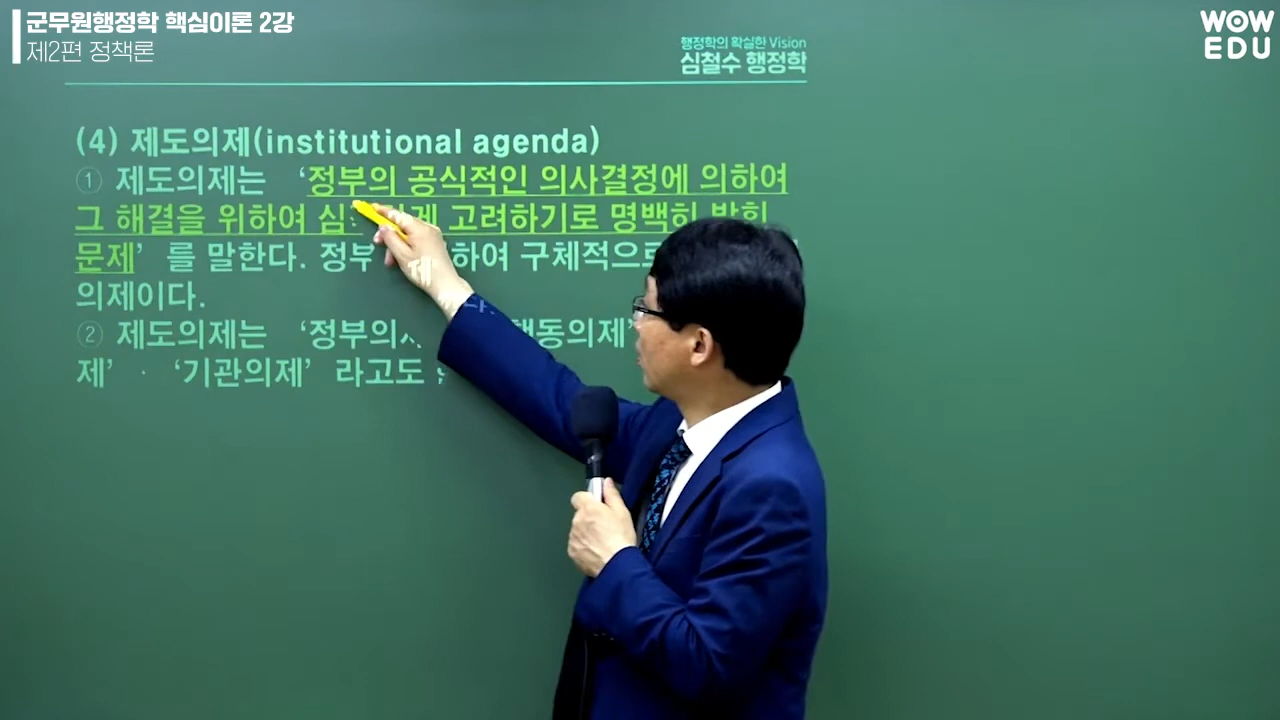 군무원행정학 핵심이론 2강
제2편 정책론
행정학의 확실한 Vision
심철수 행정학
WOW
EDU
(4) 제도의제(institutional agenda)
① 제도의제는 ‘정부의 공식적인 의사결정에 의하여
그 해결을 위하여 고려하기로 명백히 밝힌
문제’를 말한다. 정부 하여 구체적으로
의제이다.
② 제도의제는 ‘정부의 행동의제’
제’·‘기관의제’라고도